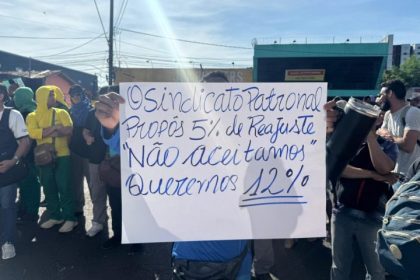 O Sindicato Patronal
Propôs 5% de Reajuste
"Não aceitamos"
Queremos 12%